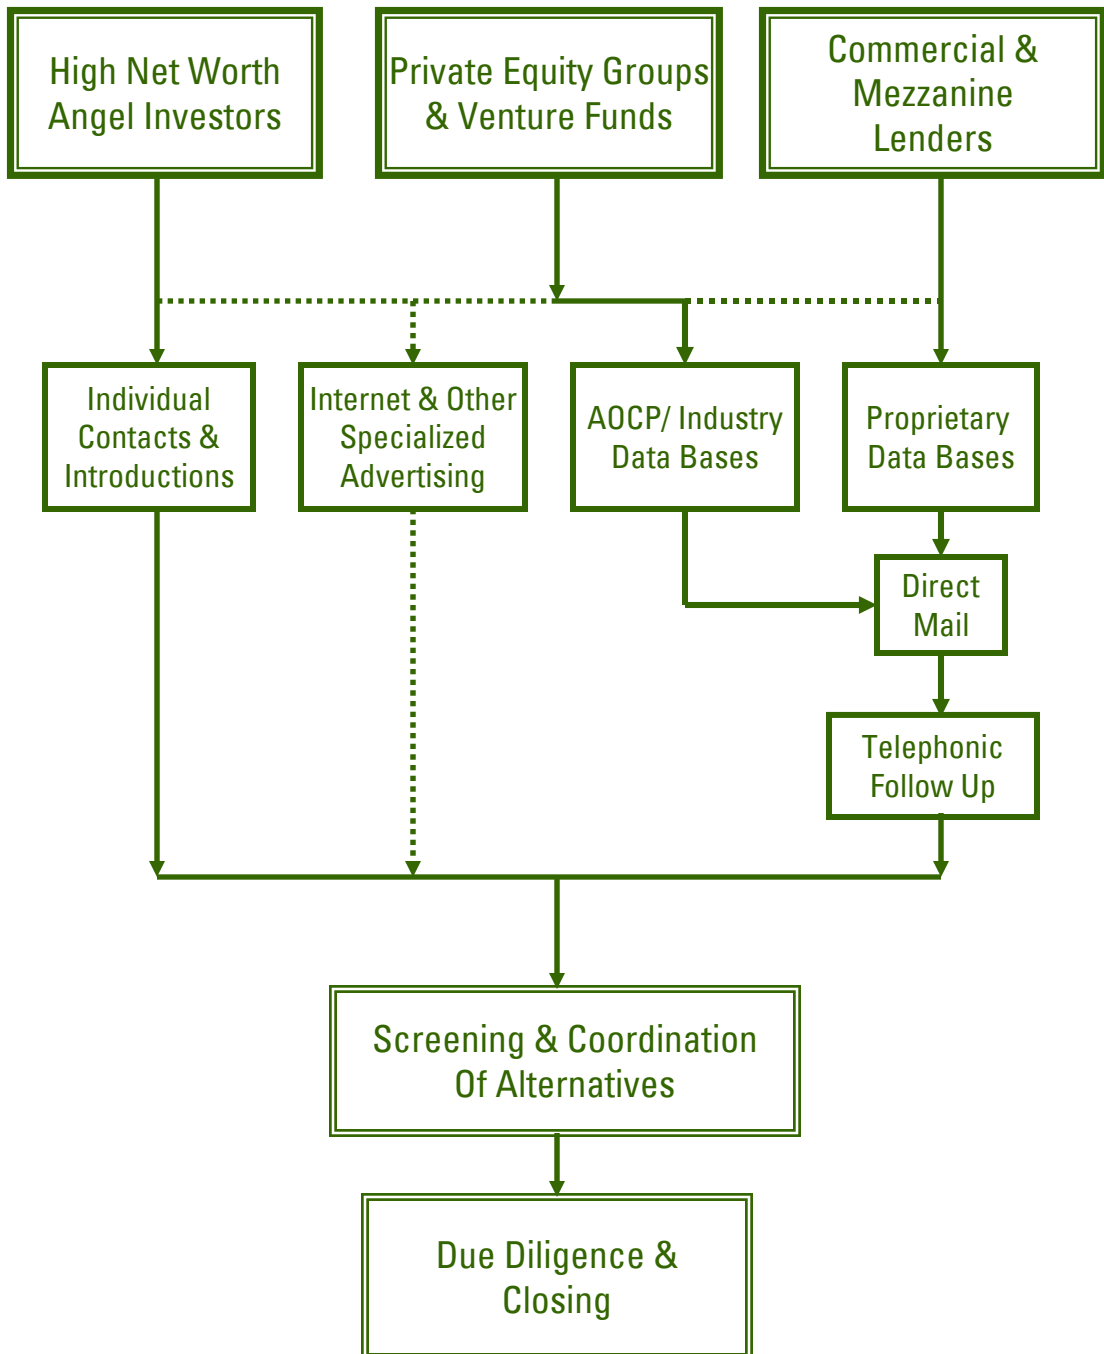 High Net Worth
Angel Investors
Private Equity Groups
& Venture Funds
Commercial &
Mezzanine
Lenders
Individual
Contacts &
Introductions
Internet & Other
Specialized
Advertising
AOCP/ Industry
Data Bases
Proprietary
Data Bases
Direct
Mail
Telephonic
Follow Up
Screening & Coordination
Of Alternatives
Due Diligence &
Closing